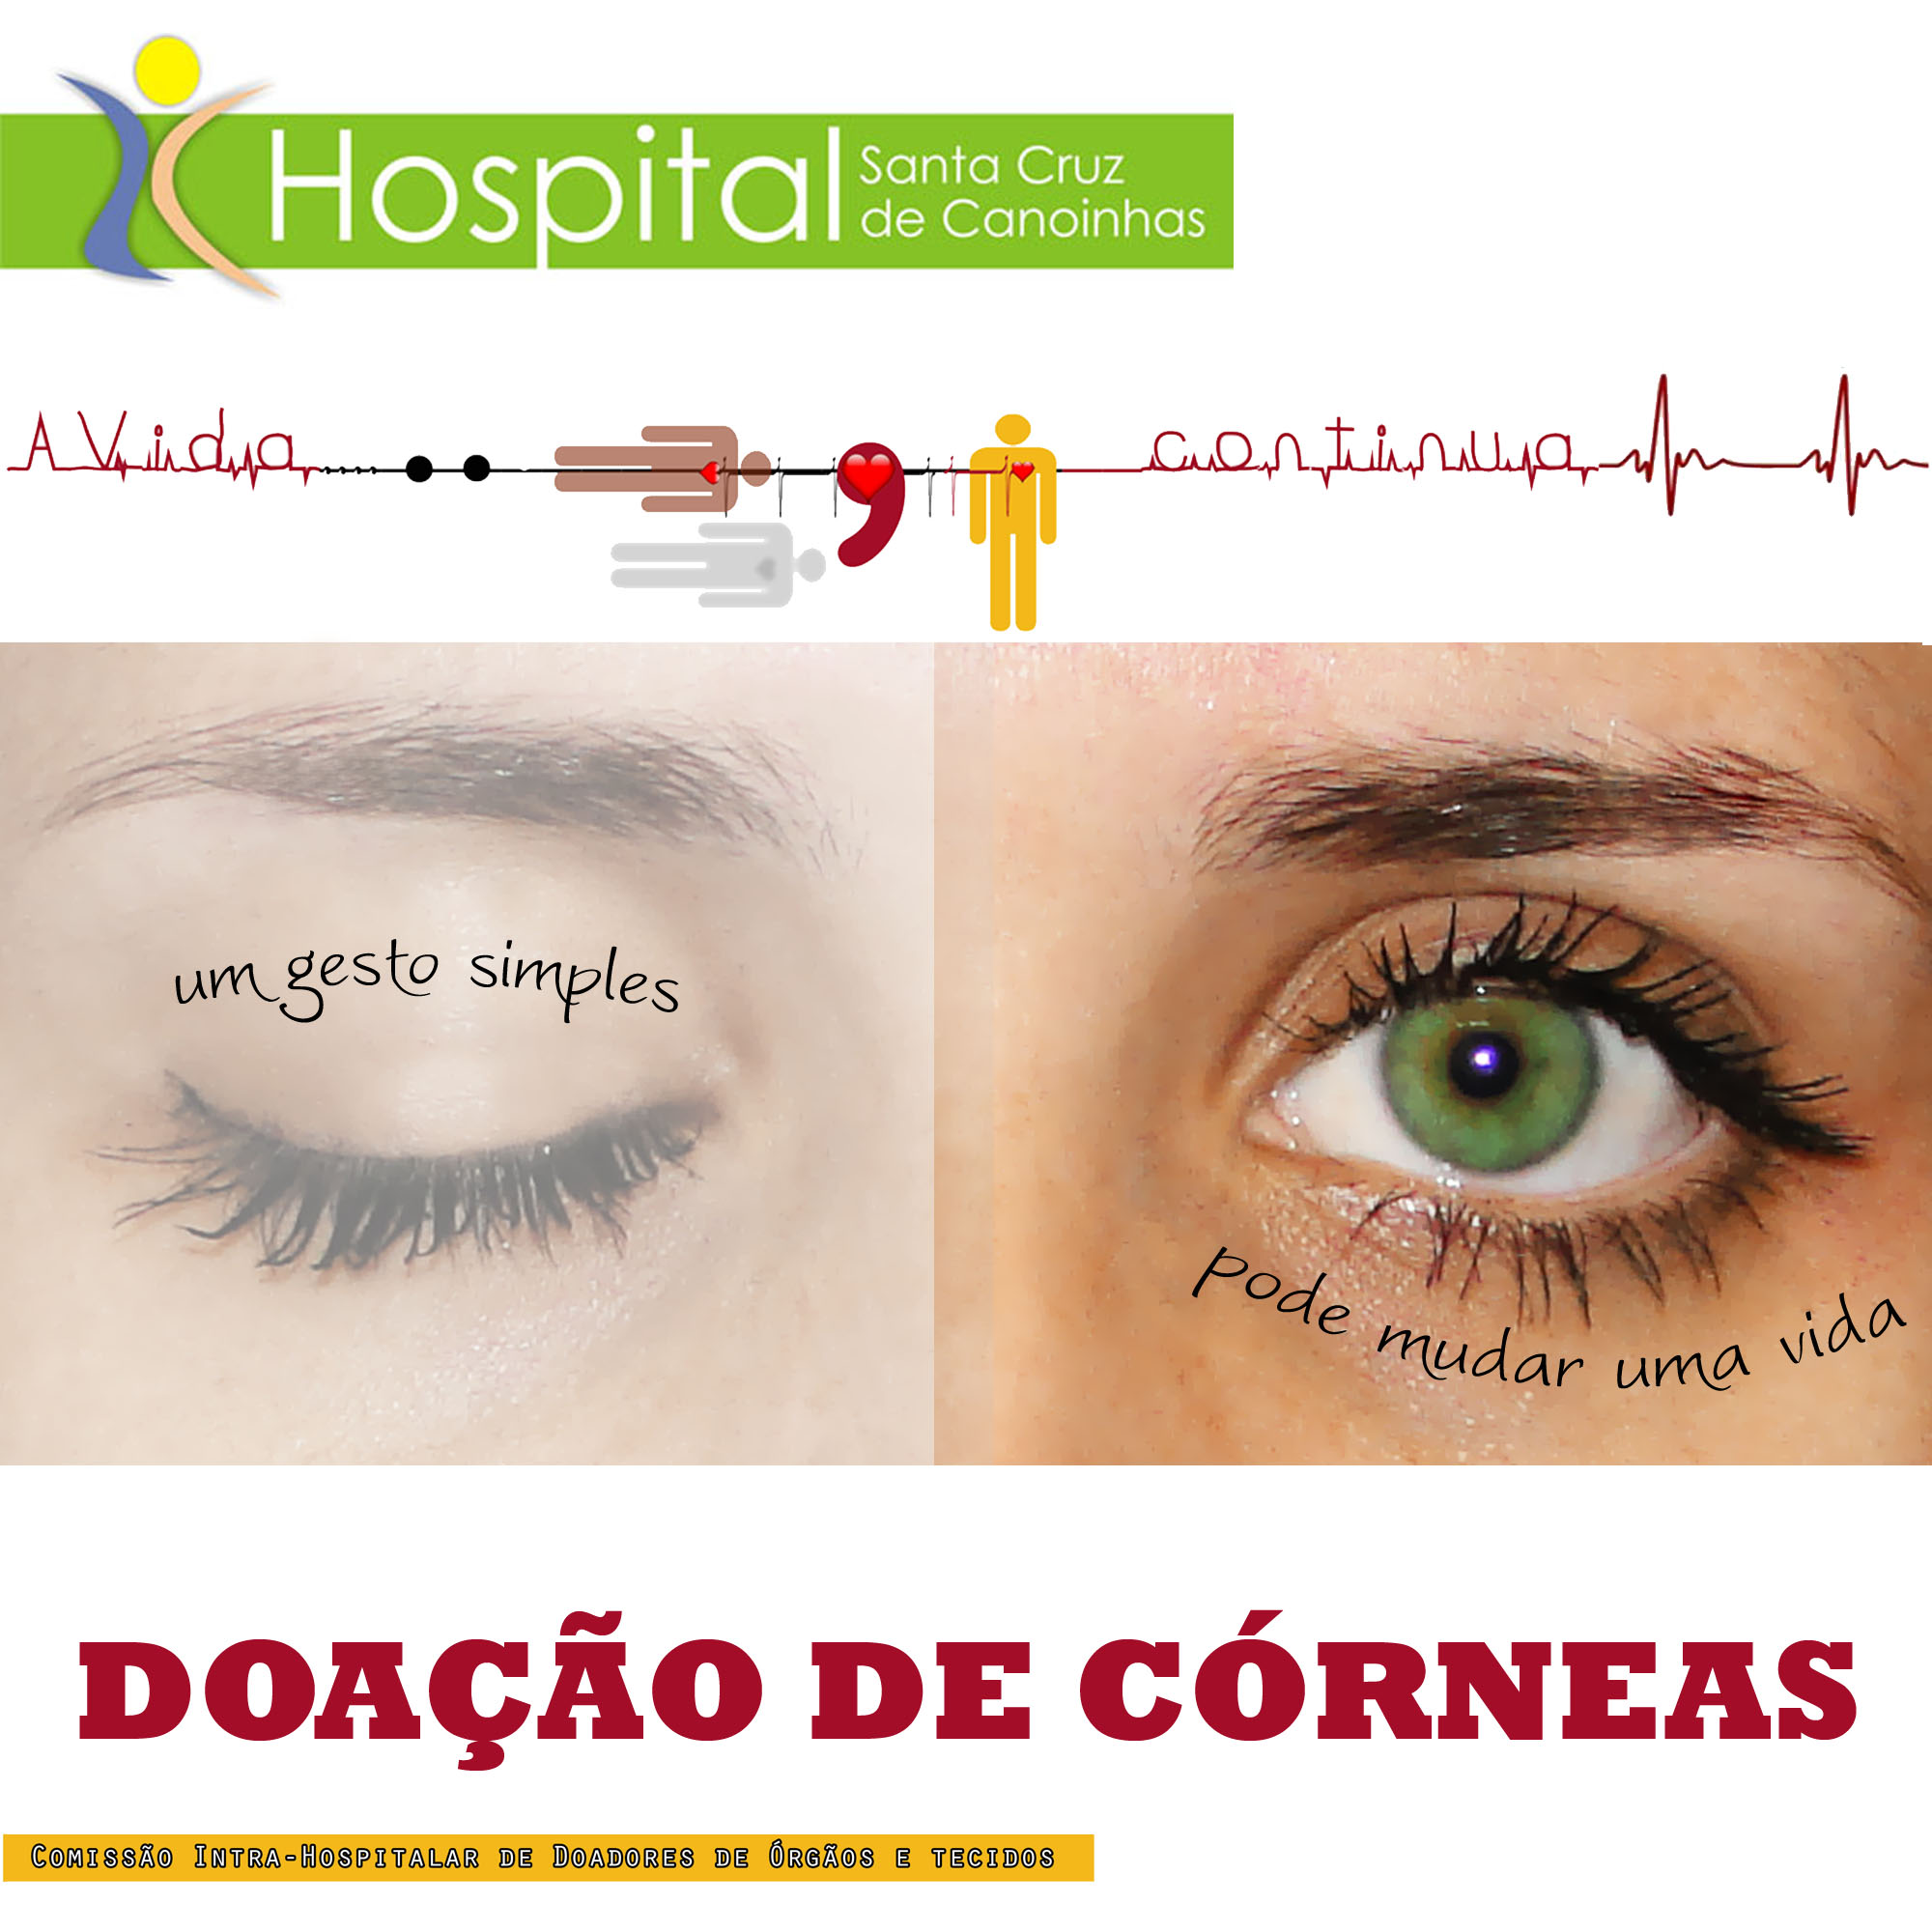 Hospital
Santa Cruz
de Canoinhas
A Vida
continua
um gesto simples
pode mudar uma vida
DOAÇÃO DE CÓRNEAS
Comissão Intra-Hospitalar de Doadores de Órgãos e tecidos